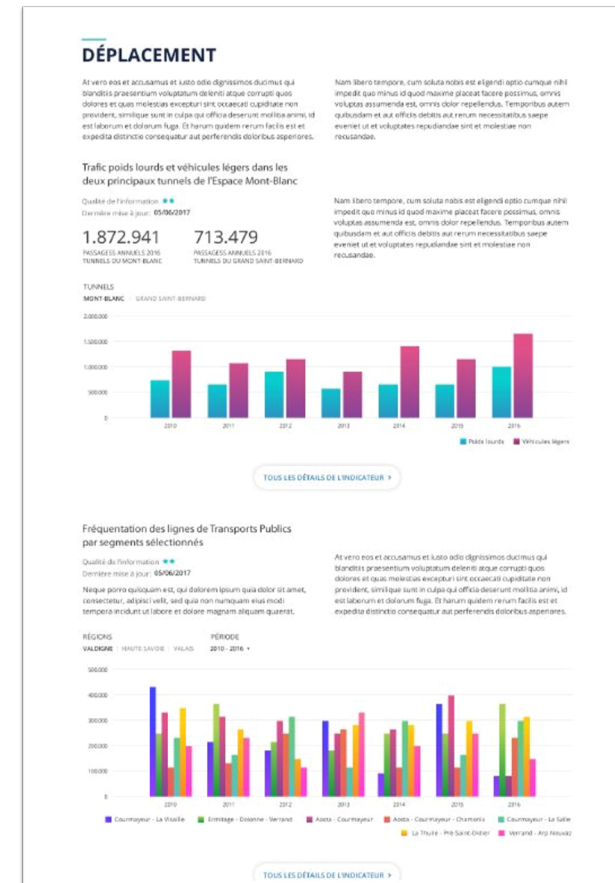 DÉPLACEMENT
At vero eos et accusamus et iusto odio dignissimos ducimus qui
blanditiis praesentium voluptatum deleniti atque corrupti quos
dolores et quas molestias excepturi sint occaecati cupiditate non
provident, similique sunt in culpa qui officia deserunt mollitia animi, id
est laborum et dolorum fuga. Et harum quidem rerum facilis est et
expedita distinctio consequatur aut perferendis doloribus asperiores.
Nam libero tempore, cum soluta nobis est eligendi optio cumque nihil
impedit quo minus id quod maxime placeat facere possimus, omnis
voluptas assumenda est, omnis dolor repellendus. Temporibus autem
quibusdam et aut officiis debitis aut rerum necessitatibus saepe
eveniet ut et voluptates repudiandae sint et molestiae non
recusandae.
Trafic poids lourds et véhicules légers dans les
deux principaux tunnels de l'Espace Mont-Blanc
Qualité de l'information
Dernière mise à jour: 05/06/2017
1.872.941
PASSAGES ANNUELS 2016
TUNNELS DU MONT-BLANC
713.479
PASSAGES ANNUELS 2016
TUNNELS DU GRAND SAINT-BERNARD
Nam libero tempore, cum soluta nobis est eligendi optio cumque nihil
impedit quo minus id quod maxime placeat facere possimus, omnis
voluptas assumenda est, omnis dolor repellendus. Temporibus autem
quibusdam et aut officiis debitis aut rerum necessitatibus saepe
eveniet ut et voluptates repudiandae sint et molestiae non
recusandae.
TUNNELS
MONT-BLANC | GRAND SAINT-BERNARD
2.000.000
1.500.000
1.000.000
500.000
0
2010 2011 2012 2013 2014 2015 2016
Poids lourds Véhicules légers
TOUS LES DÉTAILS DE L'INDICATEUR >
Fréquentation des lignes de Transports Publics
par segments sélectionnés
Qualité de l'information
Dernière mise à jour: 05/06/2017
Neque porro quisquam est, qui dolorem ipsum quia dolor sit amet,
consectetur, adipisci velit, sed quia non numquam eius modi
tempora incidunt ut labore et dolore magnam aliquam quaerat.
At vero eos et accusamus et iusto odio dignissimos ducimus qui
blanditiis praesentium voluptatum deleniti atque corrupti quos
dolores et quas molestias excepturi sint occaecati cupiditate non
provident, similique sunt in culpa qui officia deserunt mollitia animi, id
est laborum et dolorum fuga. Et harum quidem rerum facilis est et
expedita distinctio consequatur aut perferendis doloribus asperiores.
RÉGIONS
VALDIGNE | HAUTE SAVOIE | VALAIS
PÉRIODE
2010 - 2016
500.000
400.000
300.000
200.000
100.000
0
2010 2011 2012 2013 2014 2015 2016
Courmayeur - La Visaille Ermitage - Dolonne - Verrand Aosta - Courmayeur Aosta - Courmayeur - Chamonix Courmayeur - La Salle
La Thuile - Pré-Saint-Didier Verrand - Arp Nouvaz
TOUS LES DÉTAILS DE L'INDICATEUR >